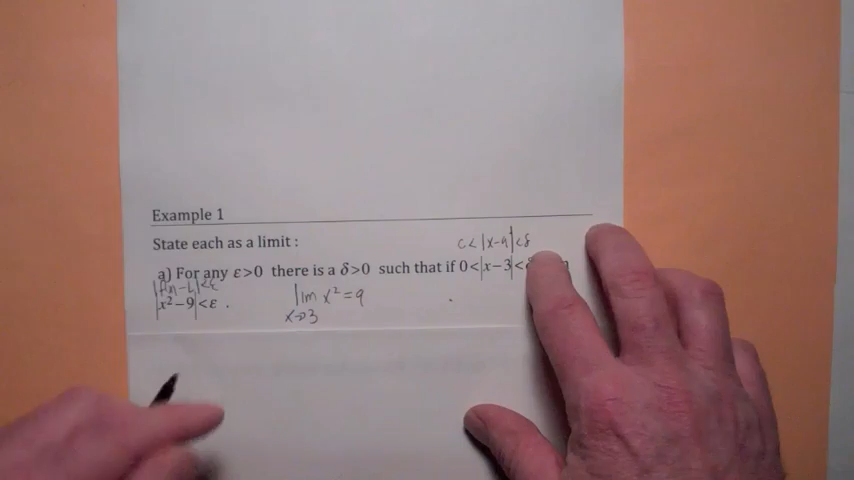 Example 1
State each as a limit :
0<|x-a|<δ
a) For any ε>0 there is a δ>0 such that if 0<|x−3|<
|f(x)-L|<ε
|x²−9|<ε .
lim x²=9
x→3